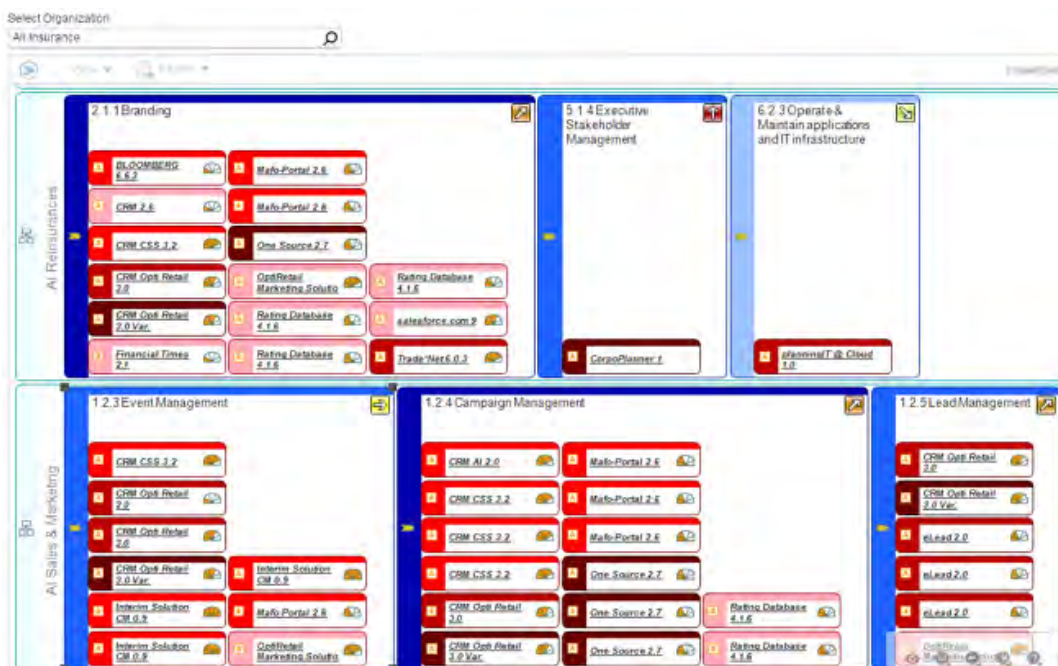 Select Organization
All Insurance
AI Reinsurances
2.1.1 Branding
BLOOMBERG
6.6.2
Mafo-Portal 2.6
CRM 2.6
Mafo-Portal 2.6
CRM CSS 3.2
One Source 2.7
CRM Opti Retail
2.0
OptiRetail
Marketing Solutio
Rating Database
4.1.6
CRM Opti Retail
2.0 Var.
Rating Database
4.1.6
salesforce.com 9
Financial Times
2.1
Rating Database
4.1.6
Trade*Net 6.0.3
5.1.4 Executive
Stakeholder
Management
CorpoPlanner 1
6.2.3 Operate &
Maintain applications
and IT infrastructure
planningIT @ Cloud
1.0
AI Sales & Marketing
1.2.3 Event Management
CRM CSS 3.2
CRM Opti Retail
2.0
CRM Opti Retail
2.0
CRM Opti Retail
2.0 Var.
Interim Solution
CM 0.9
Interim Solution
CM 0.9
Mafo-Portal 2.6
Interim Solution
CM 0.9
OptiRetail
Marketing Solutio
1.2.4 Campaign Management
CRM AI 2.0
Mafo-Portal 2.6
CRM CSS 3.2
Mafo-Portal 2.6
CRM CSS 3.2
Mafo-Portal 2.6
CRM CSS 3.2
One Source 2.7
CRM Opti Retail
2.0
One Source 2.7
Rating Database
4.1.6
CRM Opti Retail
2.0 Var.
One Source 2.7
Rating Database
4.1.6
1.2.5 Lead Management
CRM Opti Retail
2.0
CRM Opti Retail
2.0 Var.
eLead 2.0
eLead 2.0
eLead 2.0